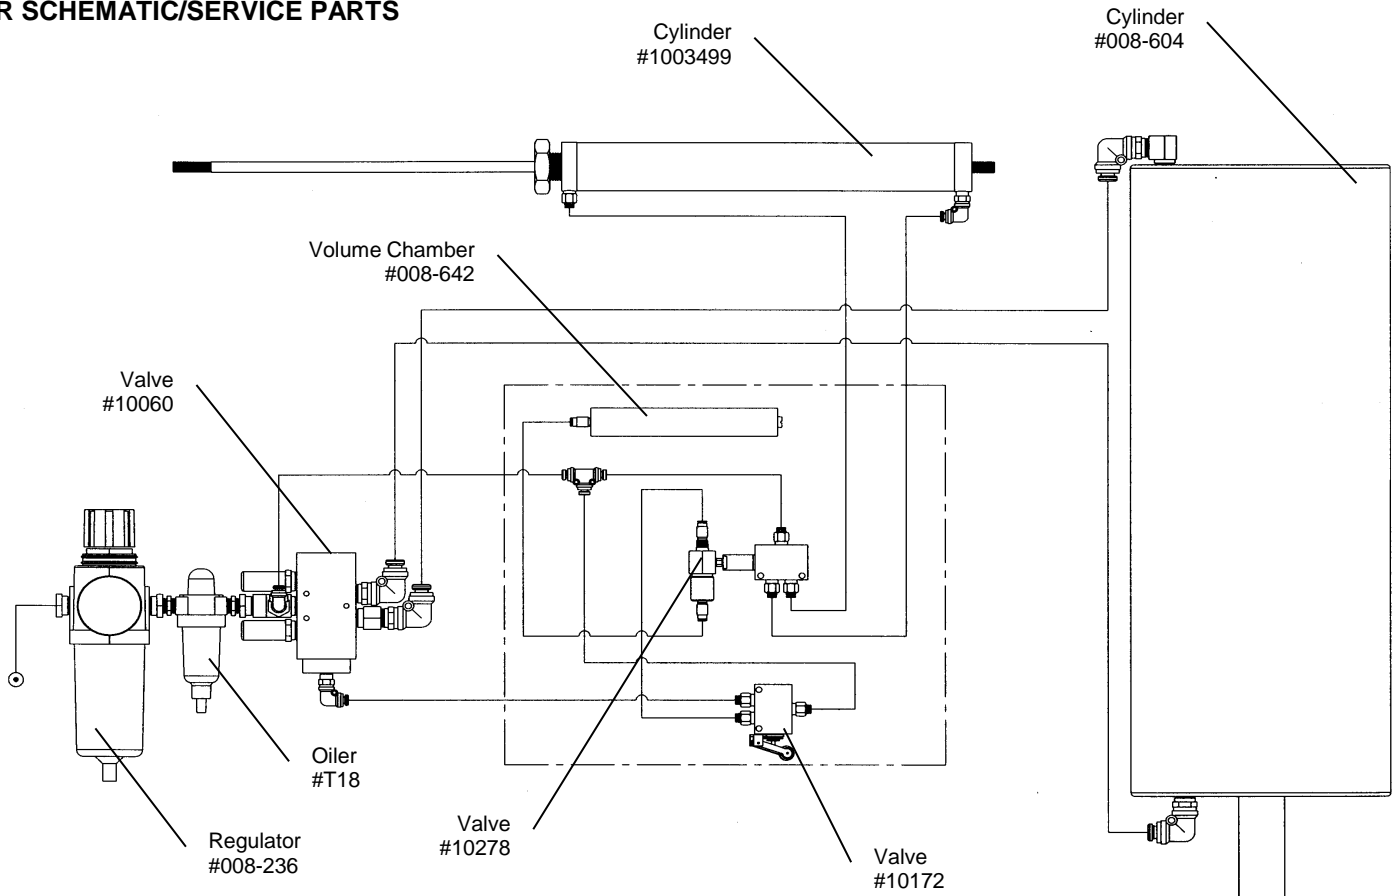 R SCHEMATIC/SERVICE PARTS
Cylinder
#1003499
Cylinder
#008-604
Volume Chamber
#008-642
Valve
#10060
Oiler
#T18
Regulator
#008-236
Valve
#10278
Valve
#10172